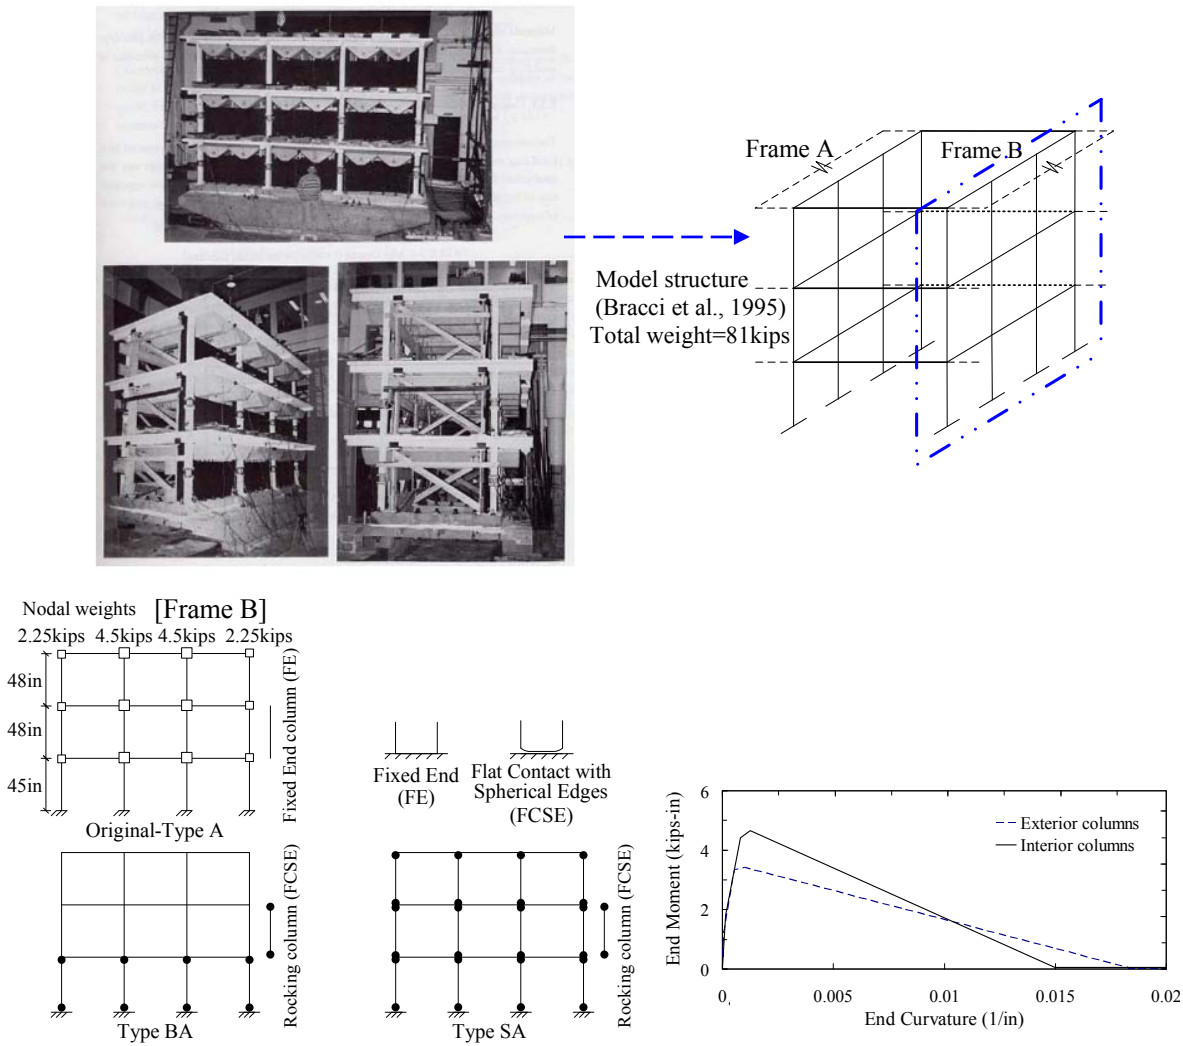 Frame A
Frame B
Model structure
(Bracci et al., 1995)
Total weight=81kips
Nodal weights
[Frame B]
2.25kips 4.5kips 4.5kips 2.25kips
48in
48in
45in
Fixed End column (FE)
Original-Type A
Fixed End
(FE)
Flat Contact with
Spherical Edges
(FCSE)
Rocking column (FCSE)
Type BA
Rocking column (FCSE)
Type SA
End Moment (kips-in)
6
4
2
0
Exterior columns
Interior columns
0. 0.005 0.01 0.015 0.02
End Curvature (1/in)